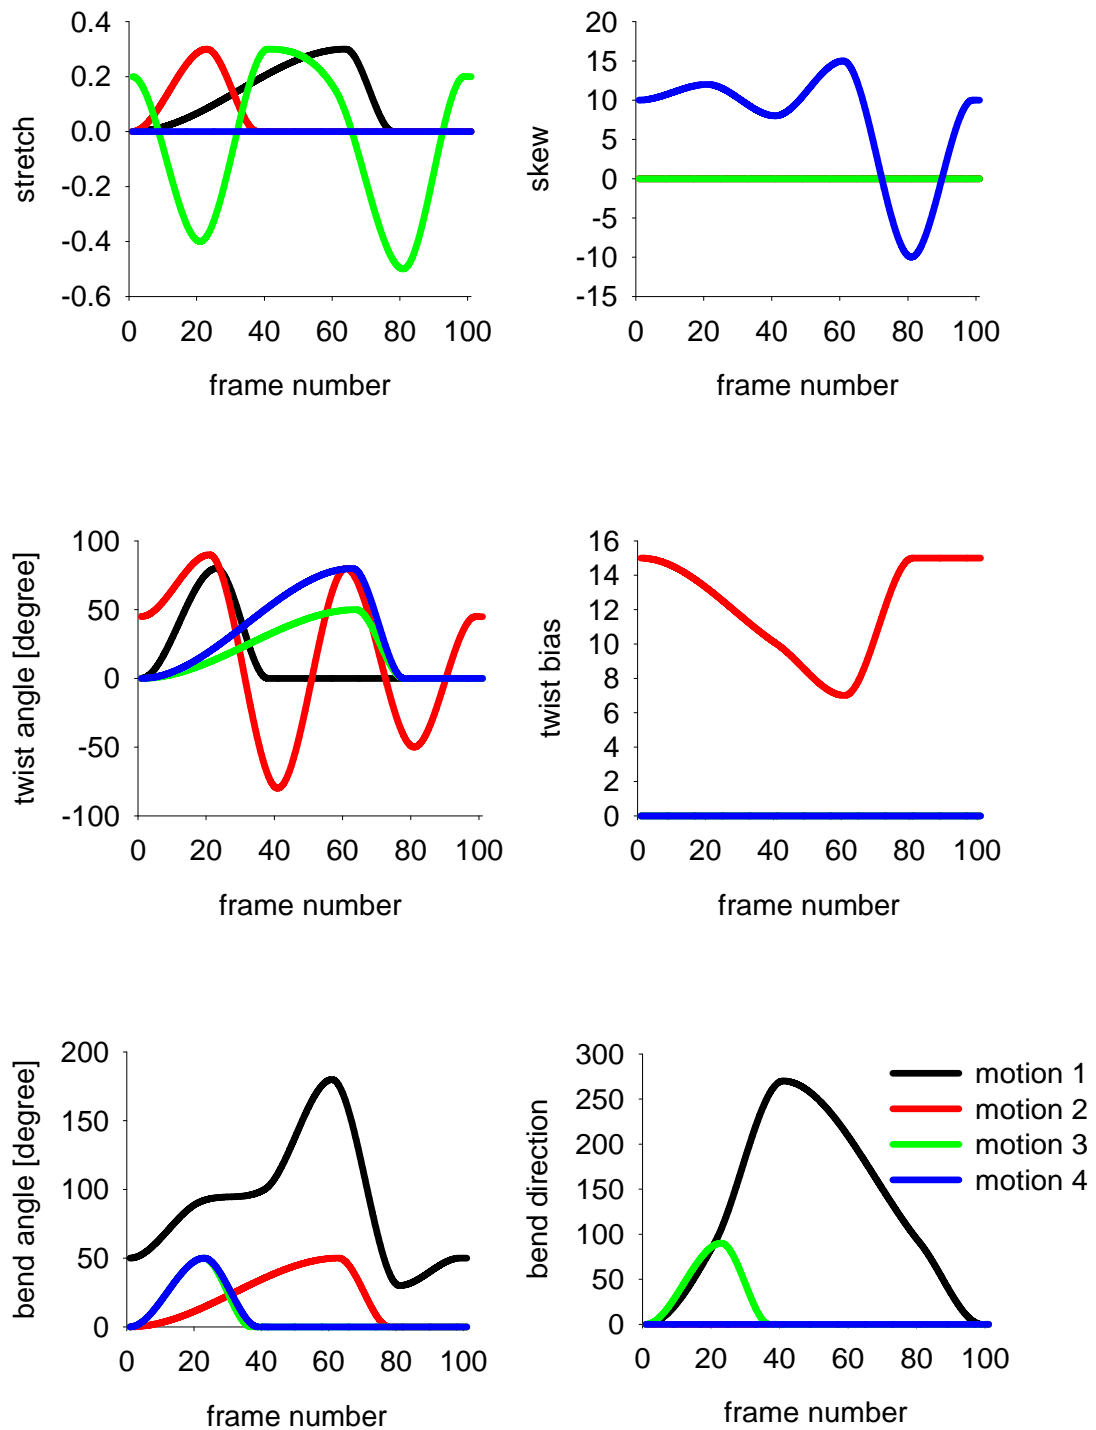 stretch
0.4
0.2
0.0
-0.2
-0.4
-0.6
0 20 40 60 80 100
frame number
skew
20
15
10
5
0
-5
-10
-15
0 20 40 60 80 100
frame number
twist angle [degree]
100
50
0
-50
-100
0 20 40 60 80 100
frame number
twist bias
16
14
12
10
8
6
4
2
0
0 20 40 60 80 100
frame number
bend angle [degree]
200
150
100
50
0
0 20 40 60 80 100
frame number
bend direction
300
250
200
150
100
50
0
0 20 40 60 80 100
frame number
motion 1
motion 2
motion 3
motion 4